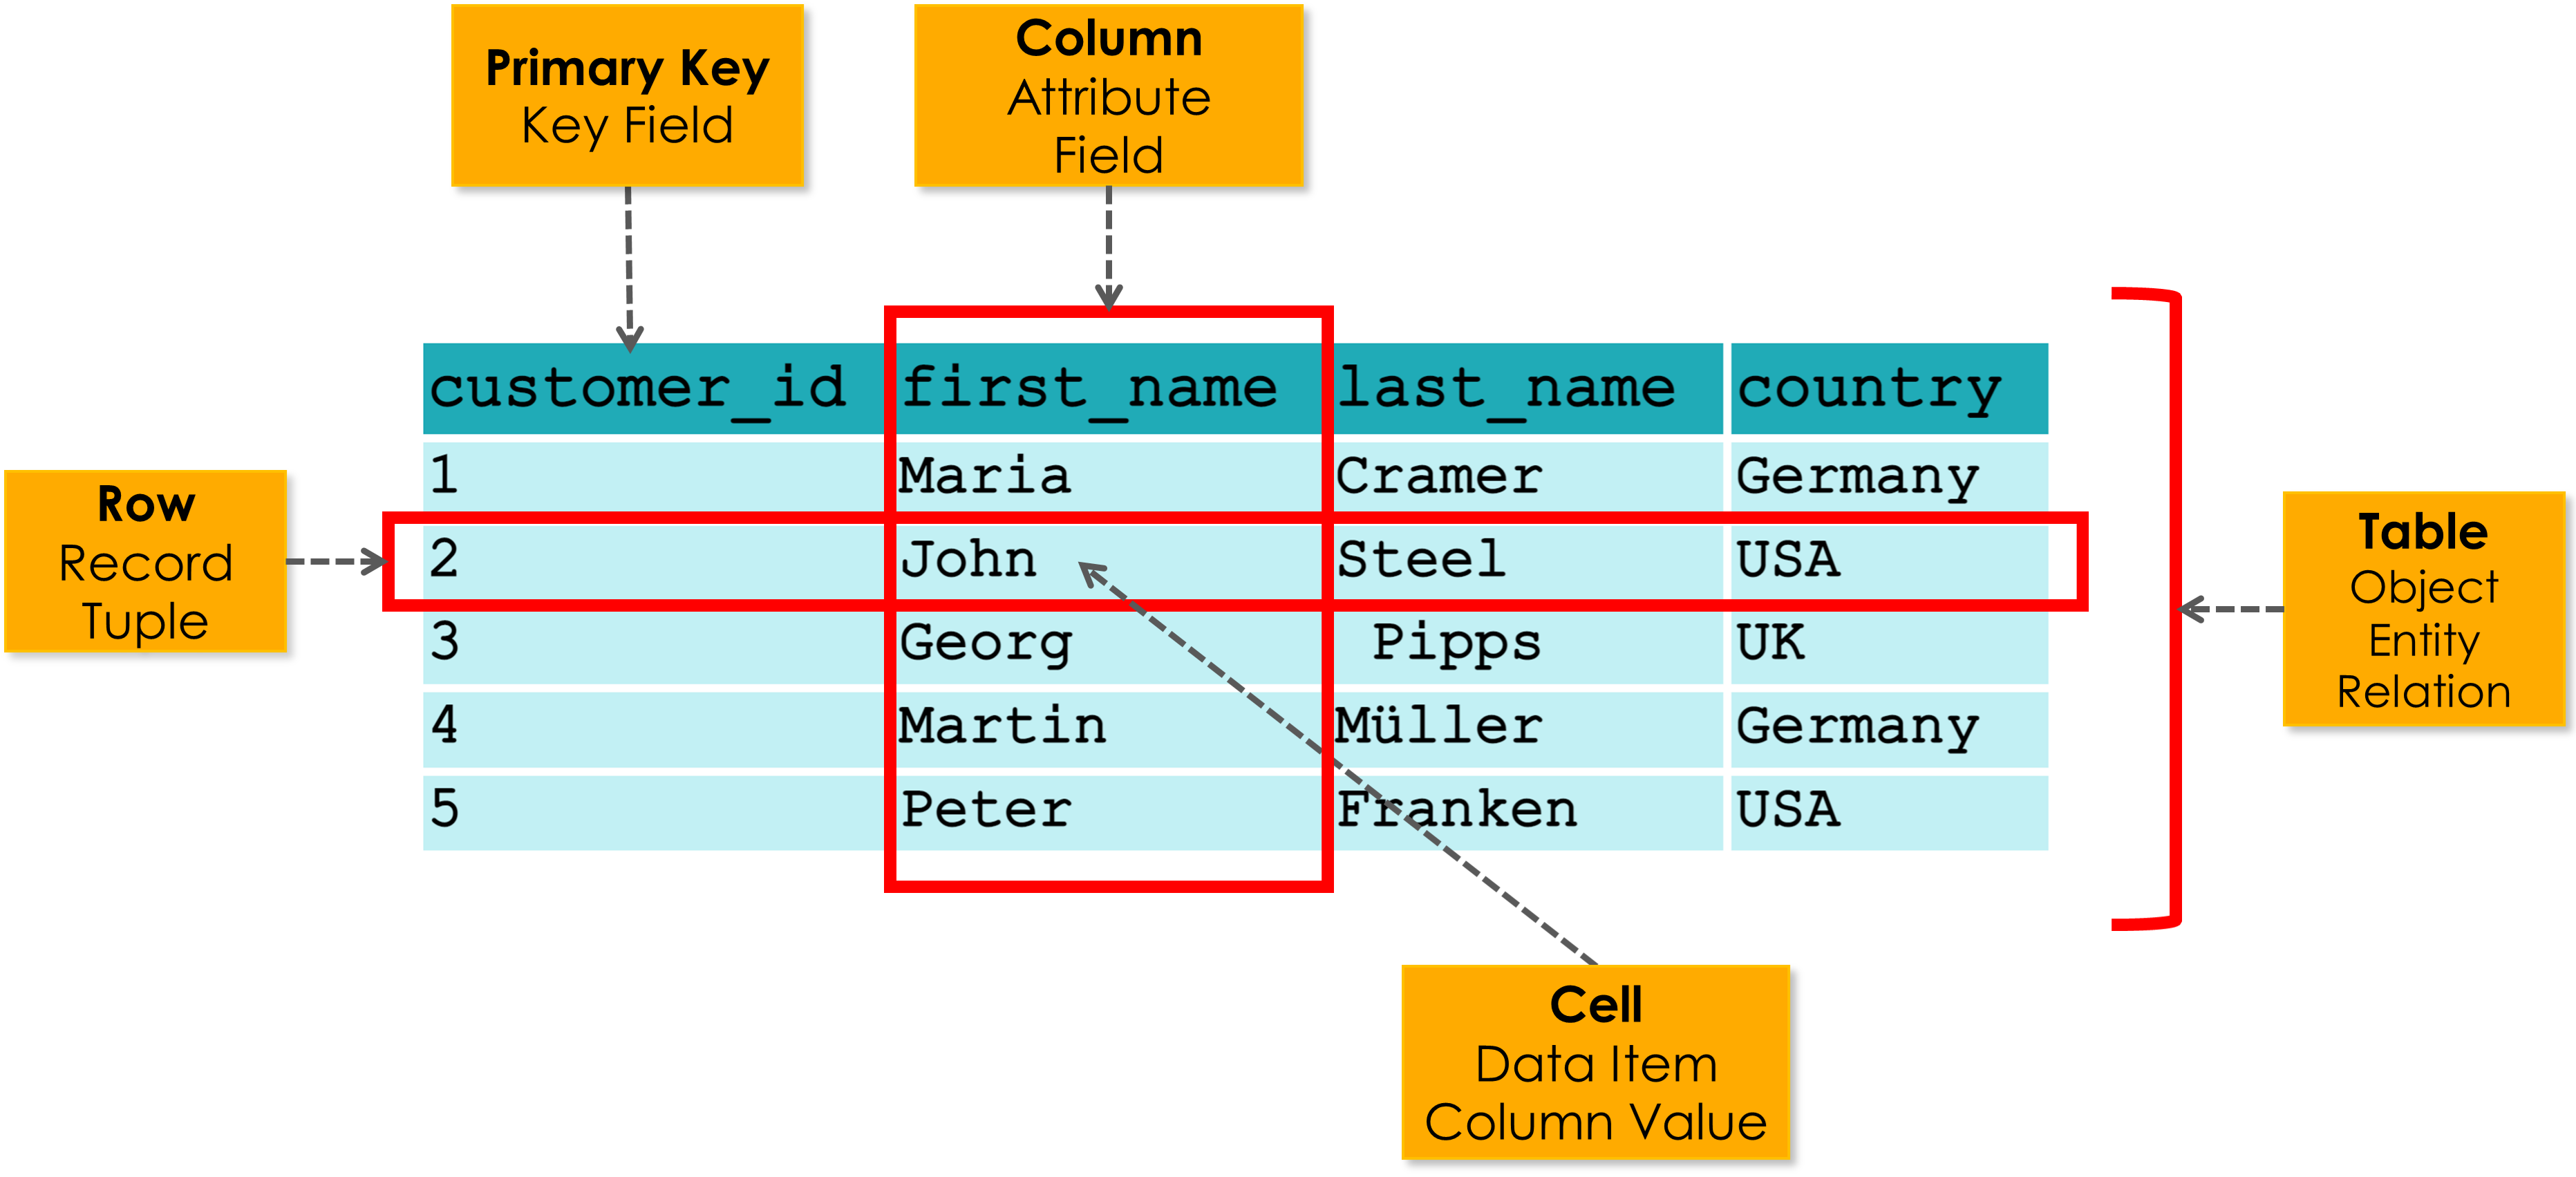 Primary Key
Key Field
Column
Attribute
Field
customer_id first_name last_name country
1 Maria Cramer Germany
2 John Steel USA
3 Georg Pipps UK
4 Martin Müller Germany
5 Peter Franken USA
Row
Record
Tuple
Table
Object
Entity
Relation
Cell
Data Item
Column Value